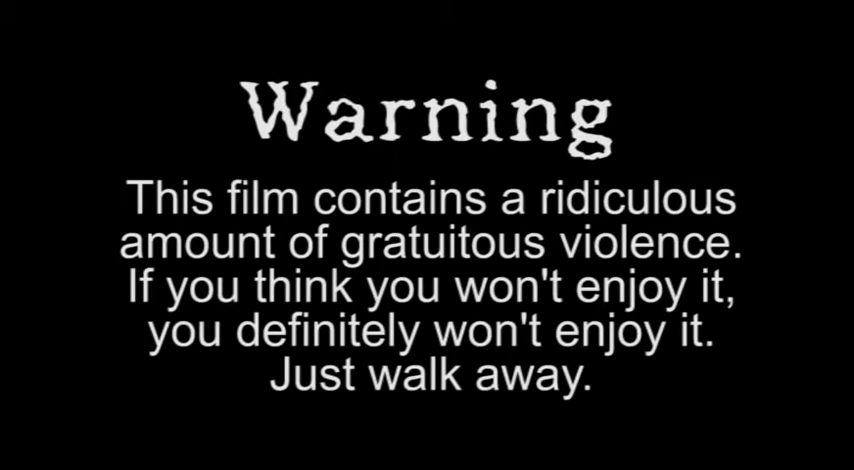 Warning
This film contains a ridiculous
amount of gratuitous violence.
If you think you won't enjoy it,
you definitely won't enjoy it.
Just walk away.